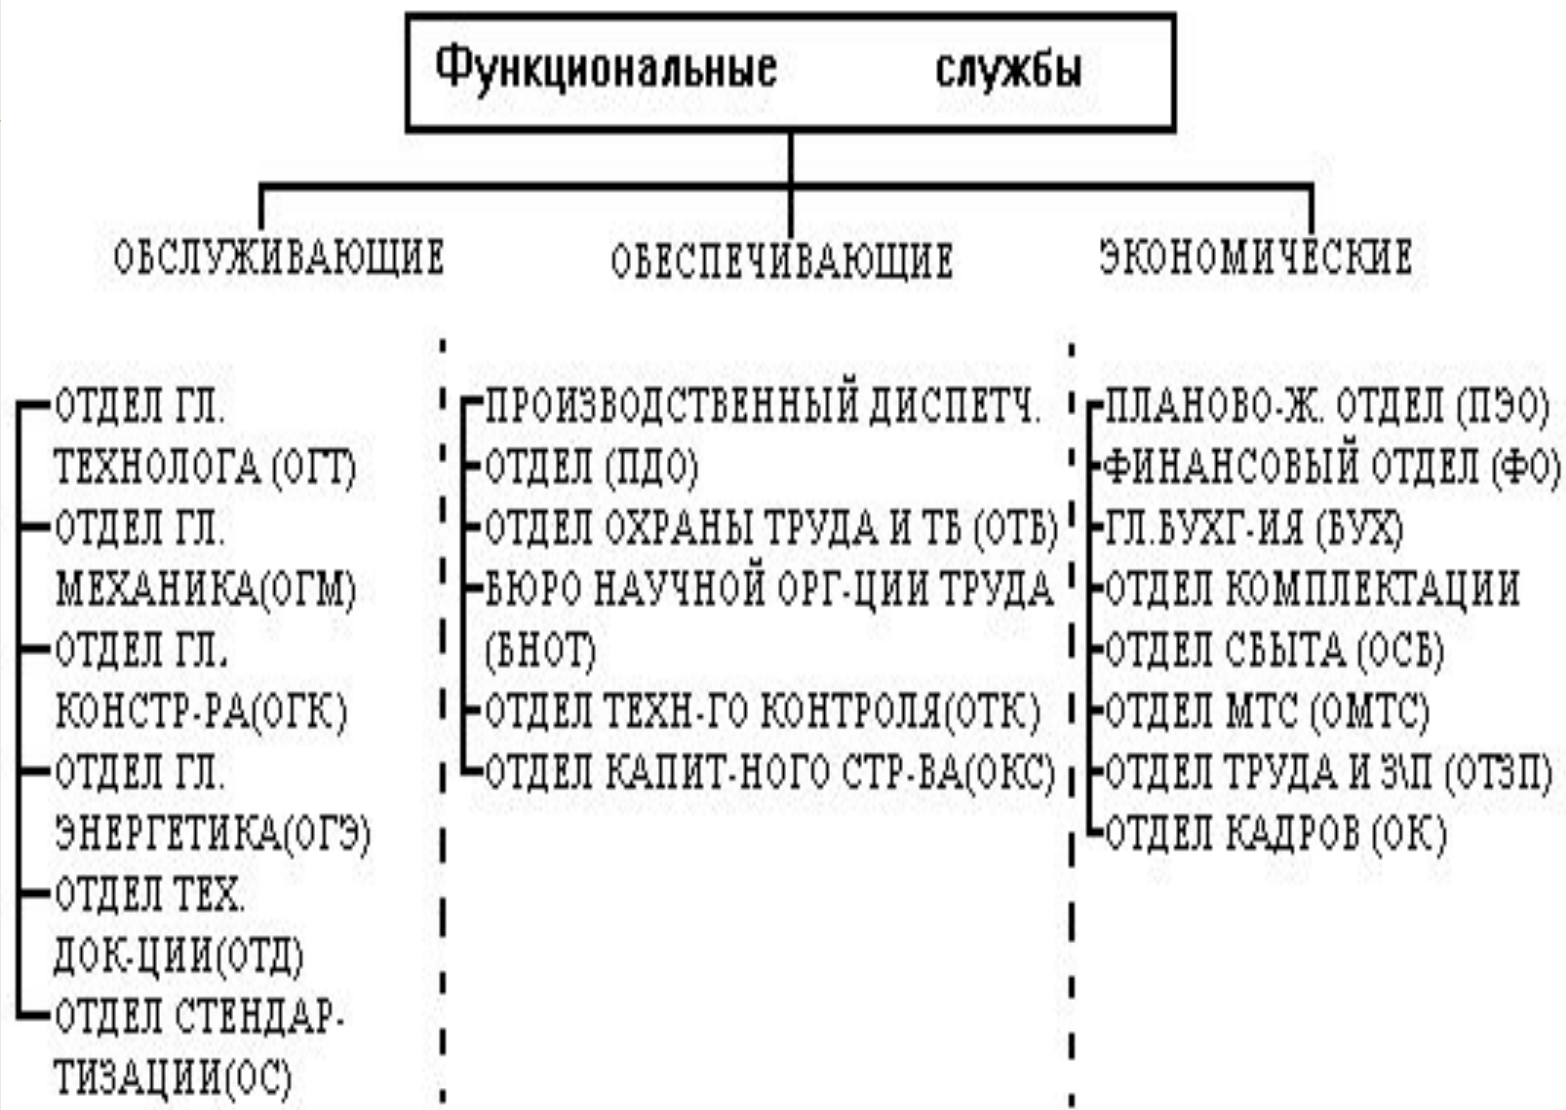 Функциональные службы
ОБСЛУЖИВАЮЩИЕ
ОБЕСПЕЧИВАЮЩИЕ
ЭКОНОМИЧЕСКИЕ
ОТДЕЛ ГЛ.
ТЕХНОЛОГА (ОГТ)
ОТДЕЛ ГЛ.
МЕХАНИКА(ОГМ)
ОТДЕЛ ГЛ.
КОНСТР-РА(ОГК)
ОТДЕЛ ГЛ.
ЭНЕРГЕТИКА(ОГЭ)
ОТДЕЛ ТЕХ.
ДОК-ЦИИ(ОТД)
ОТДЕЛ СТЕНДАР-
ТИЗАЦИИ(ОС)
ПРОИЗВОДСТВЕННЫЙ ДИСПЕТЧ.
ОТДЕЛ (ПДО)
ОТДЕЛ ОХРАНЫ ТРУДА И ТБ (ОТБ)
БЮРО НАУЧНОЙ ОРГ-ЦИИ ТРУДА
(БНОТ)
ОТДЕЛ ТЕХН-ГО КОНТРОЛЯ(ОТК)
ОТДЕЛ КАПИТ-НОГО СТР-ВА(ОКС)
ПЛАНОВО-Ж. ОТДЕЛ (ПЭО)
ФИНАНСОВЫЙ ОТДЕЛ (ФО)
ГЛ.БУХГ-ИЯ (БУХ)
ОТДЕЛ КОМПЛЕКТАЦИИ
ОТДЕЛ СБЫТА (ОСБ)
ОТДЕЛ МТС (ОМТС)
ОТДЕЛ ТРУДА И З\П (ОТЗП)
ОТДЕЛ КАДРОВ (ОК)